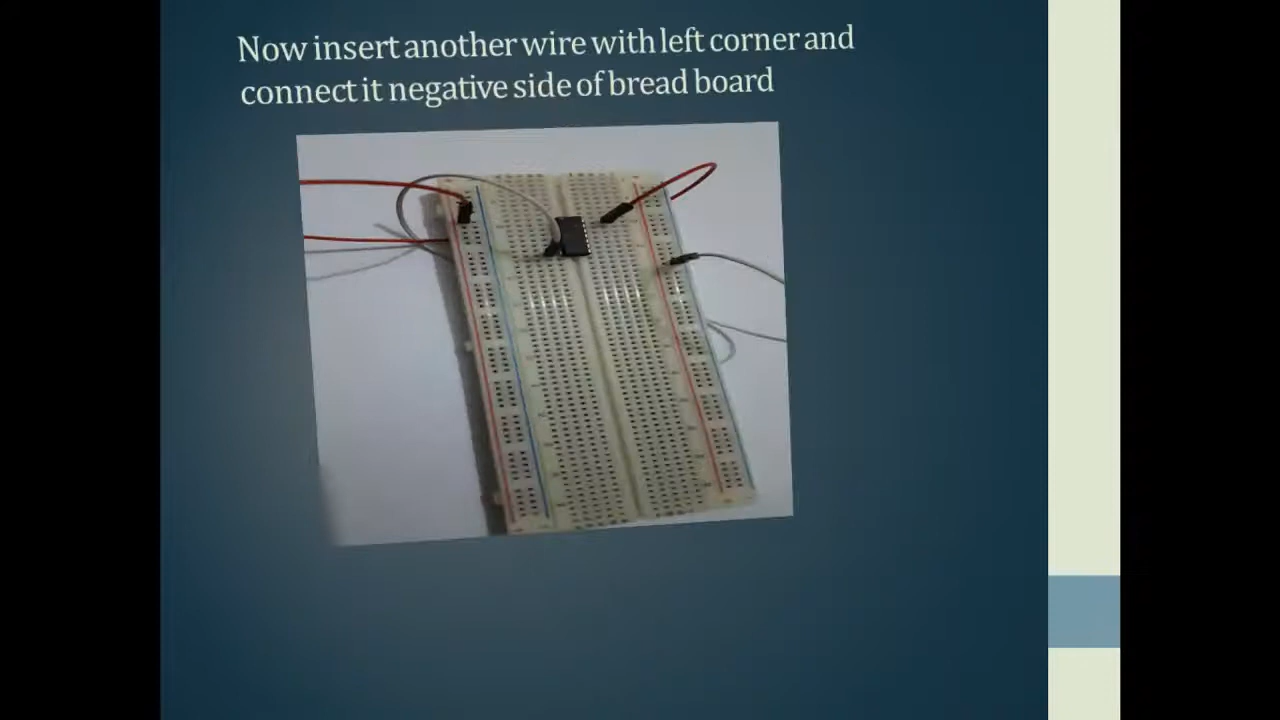 Now insert another wire with left corner and
connect it negative side of bread board